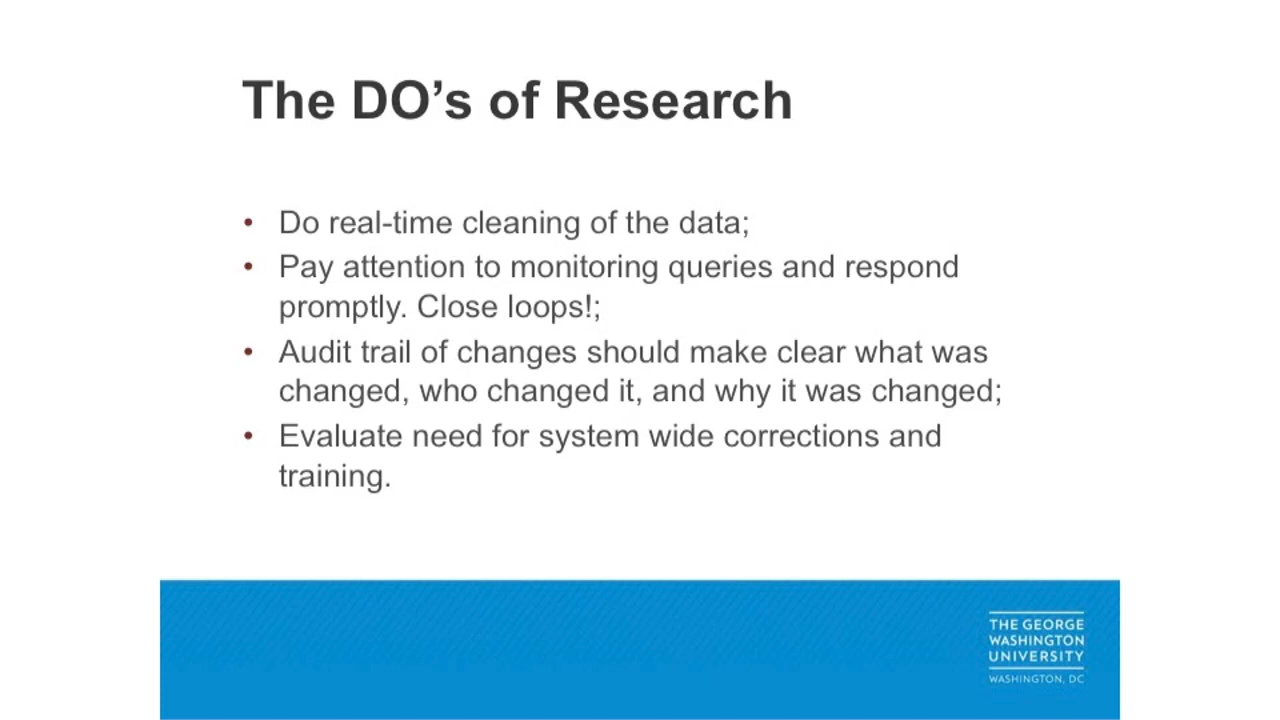 The DO’s of Research
• Do real-time cleaning of the data;
• Pay attention to monitoring queries and respond
promptly. Close loops!;
• Audit trail of changes should make clear what was
changed, who changed it, and why it was changed;
• Evaluate need for system wide corrections and
training.
THE GEORGE
WASHINGTON
UNIVERSITY
WASHINGTON, DC